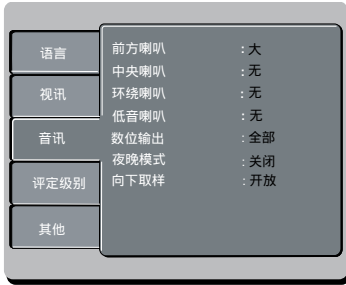 语言
视讯
音讯
评定级别
其他
前方喇叭 : 大
中央喇叭 : 无
环绕喇叭 : 无
低音喇叭 : 无
数位输出 : 全部
夜晚模式 : 关闭
向下取样 : 开放